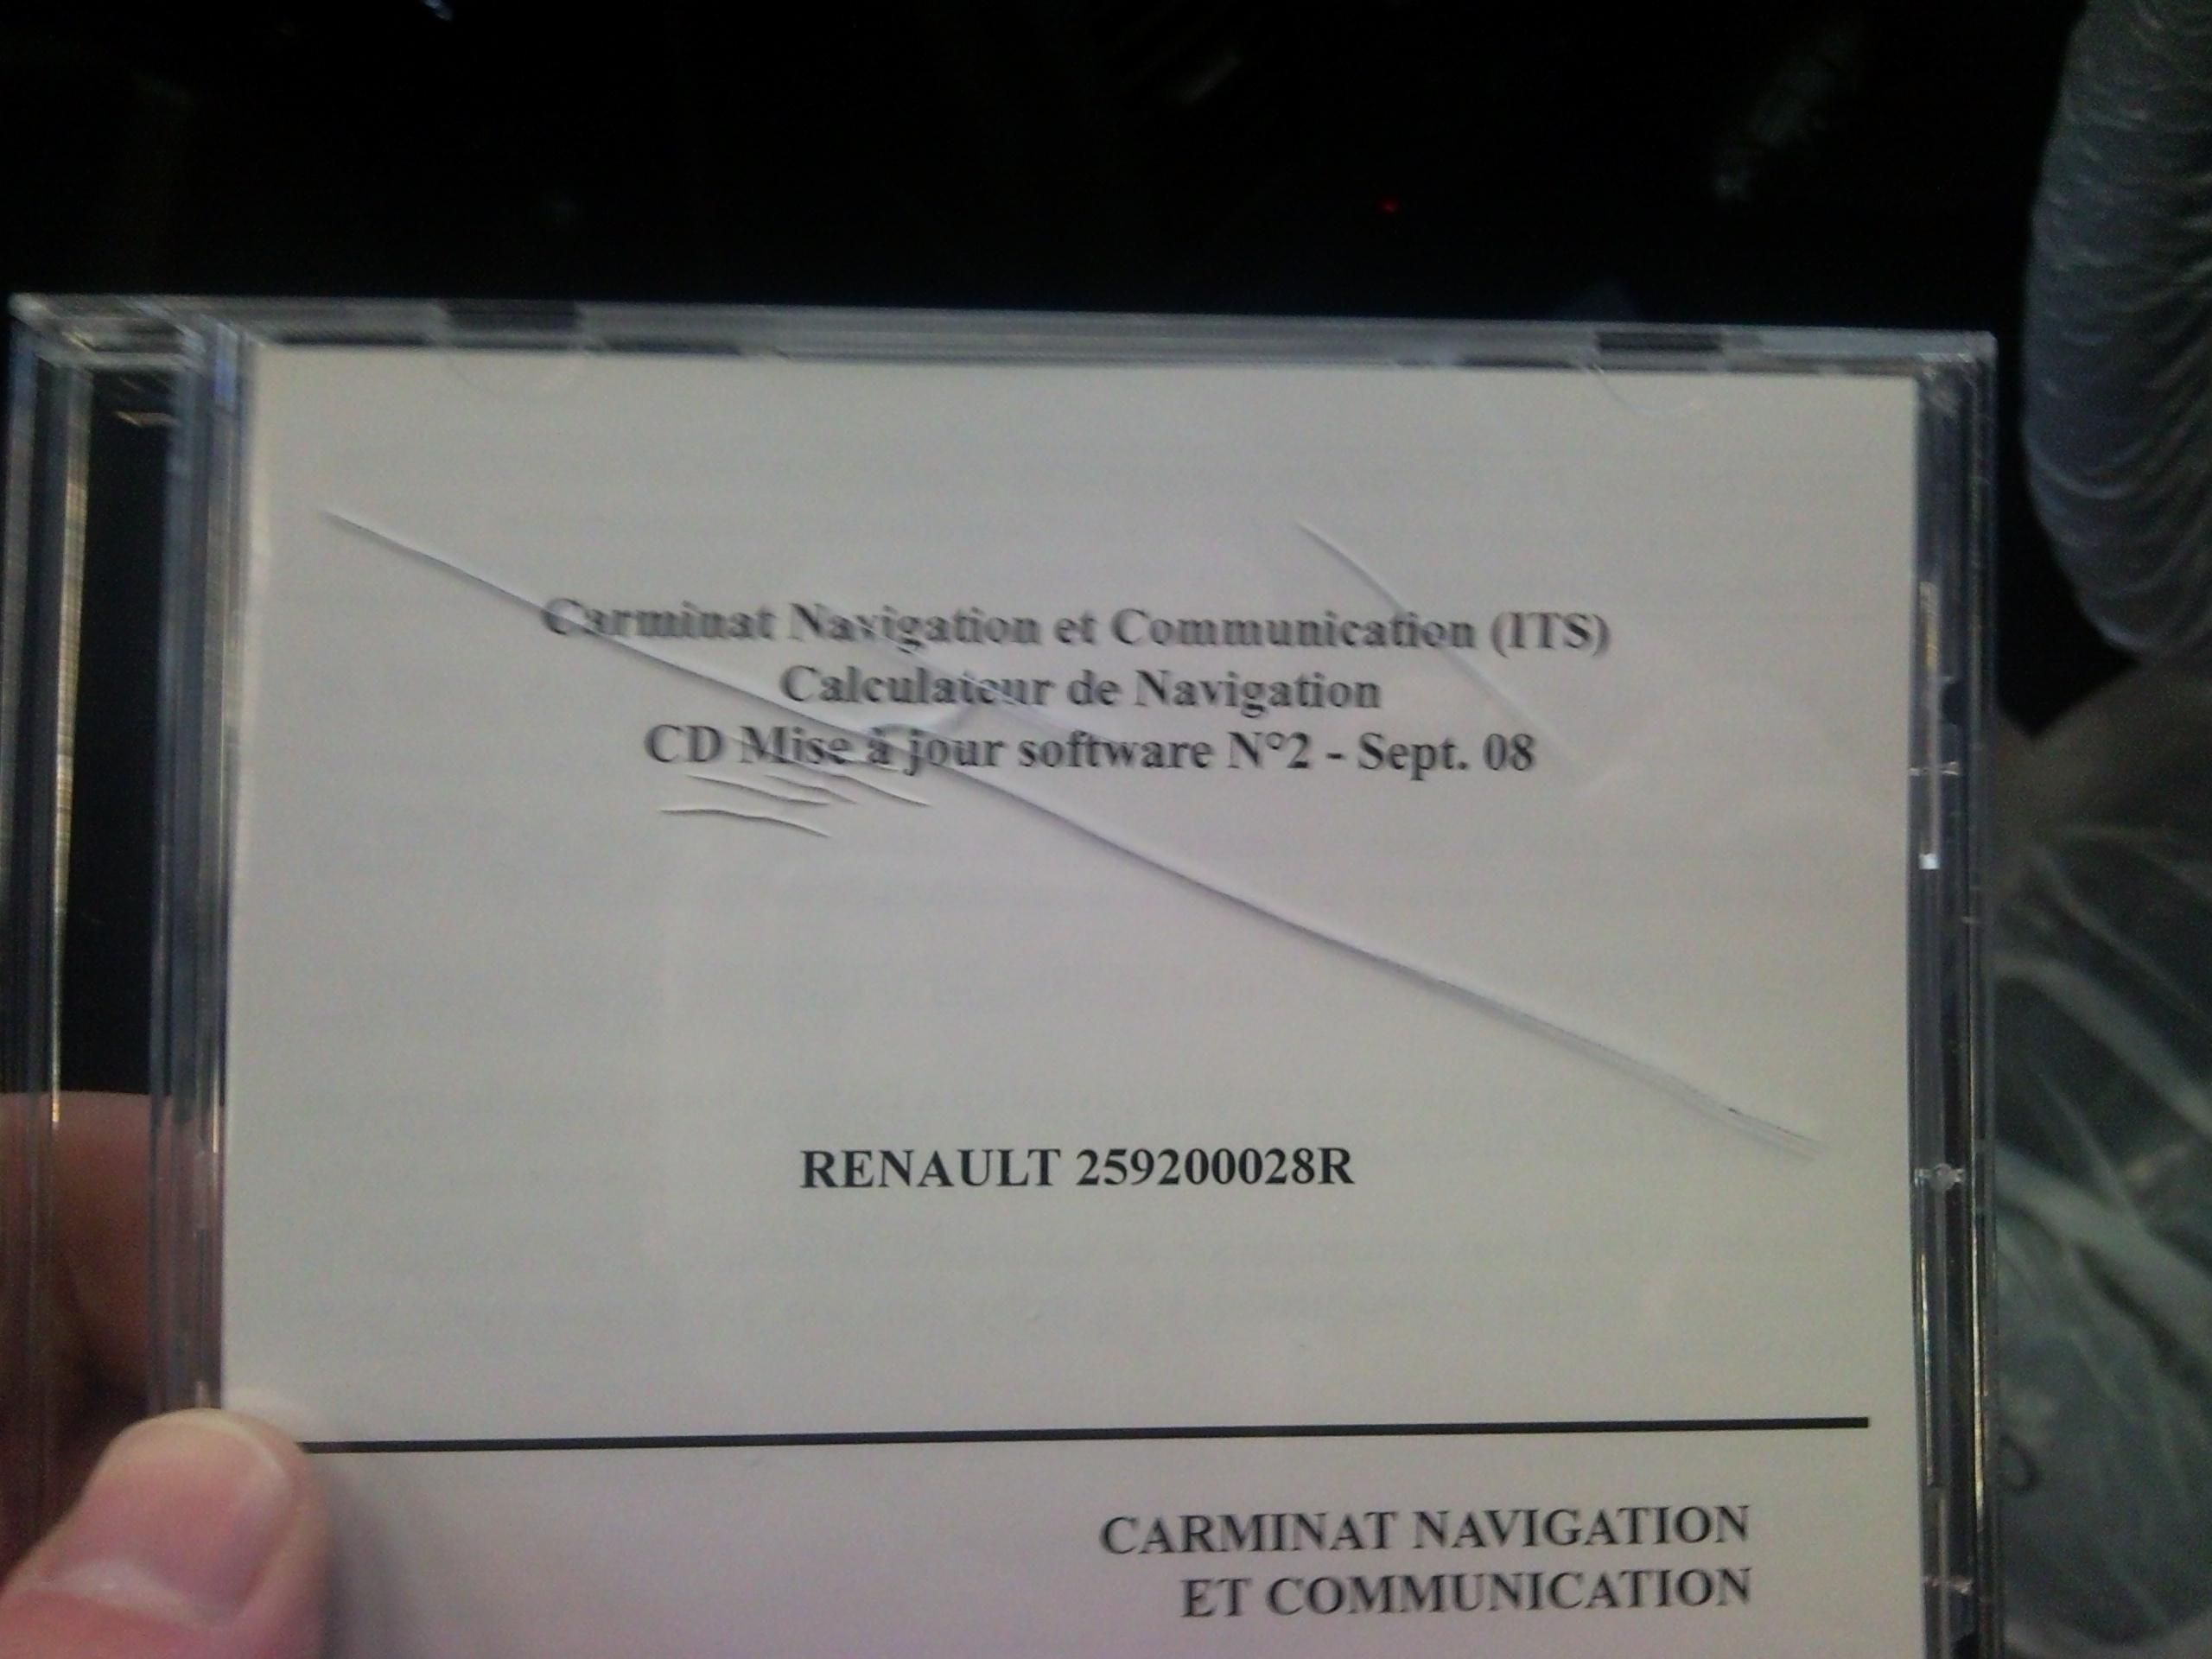 Carminat Navigation et Communication (ITS)
Calculateur de Navigation
CD Mise à jour software N°2 - Sept. 08
RENAULT 259200028R
CARMINAT NAVIGATION
ET COMMUNICATION